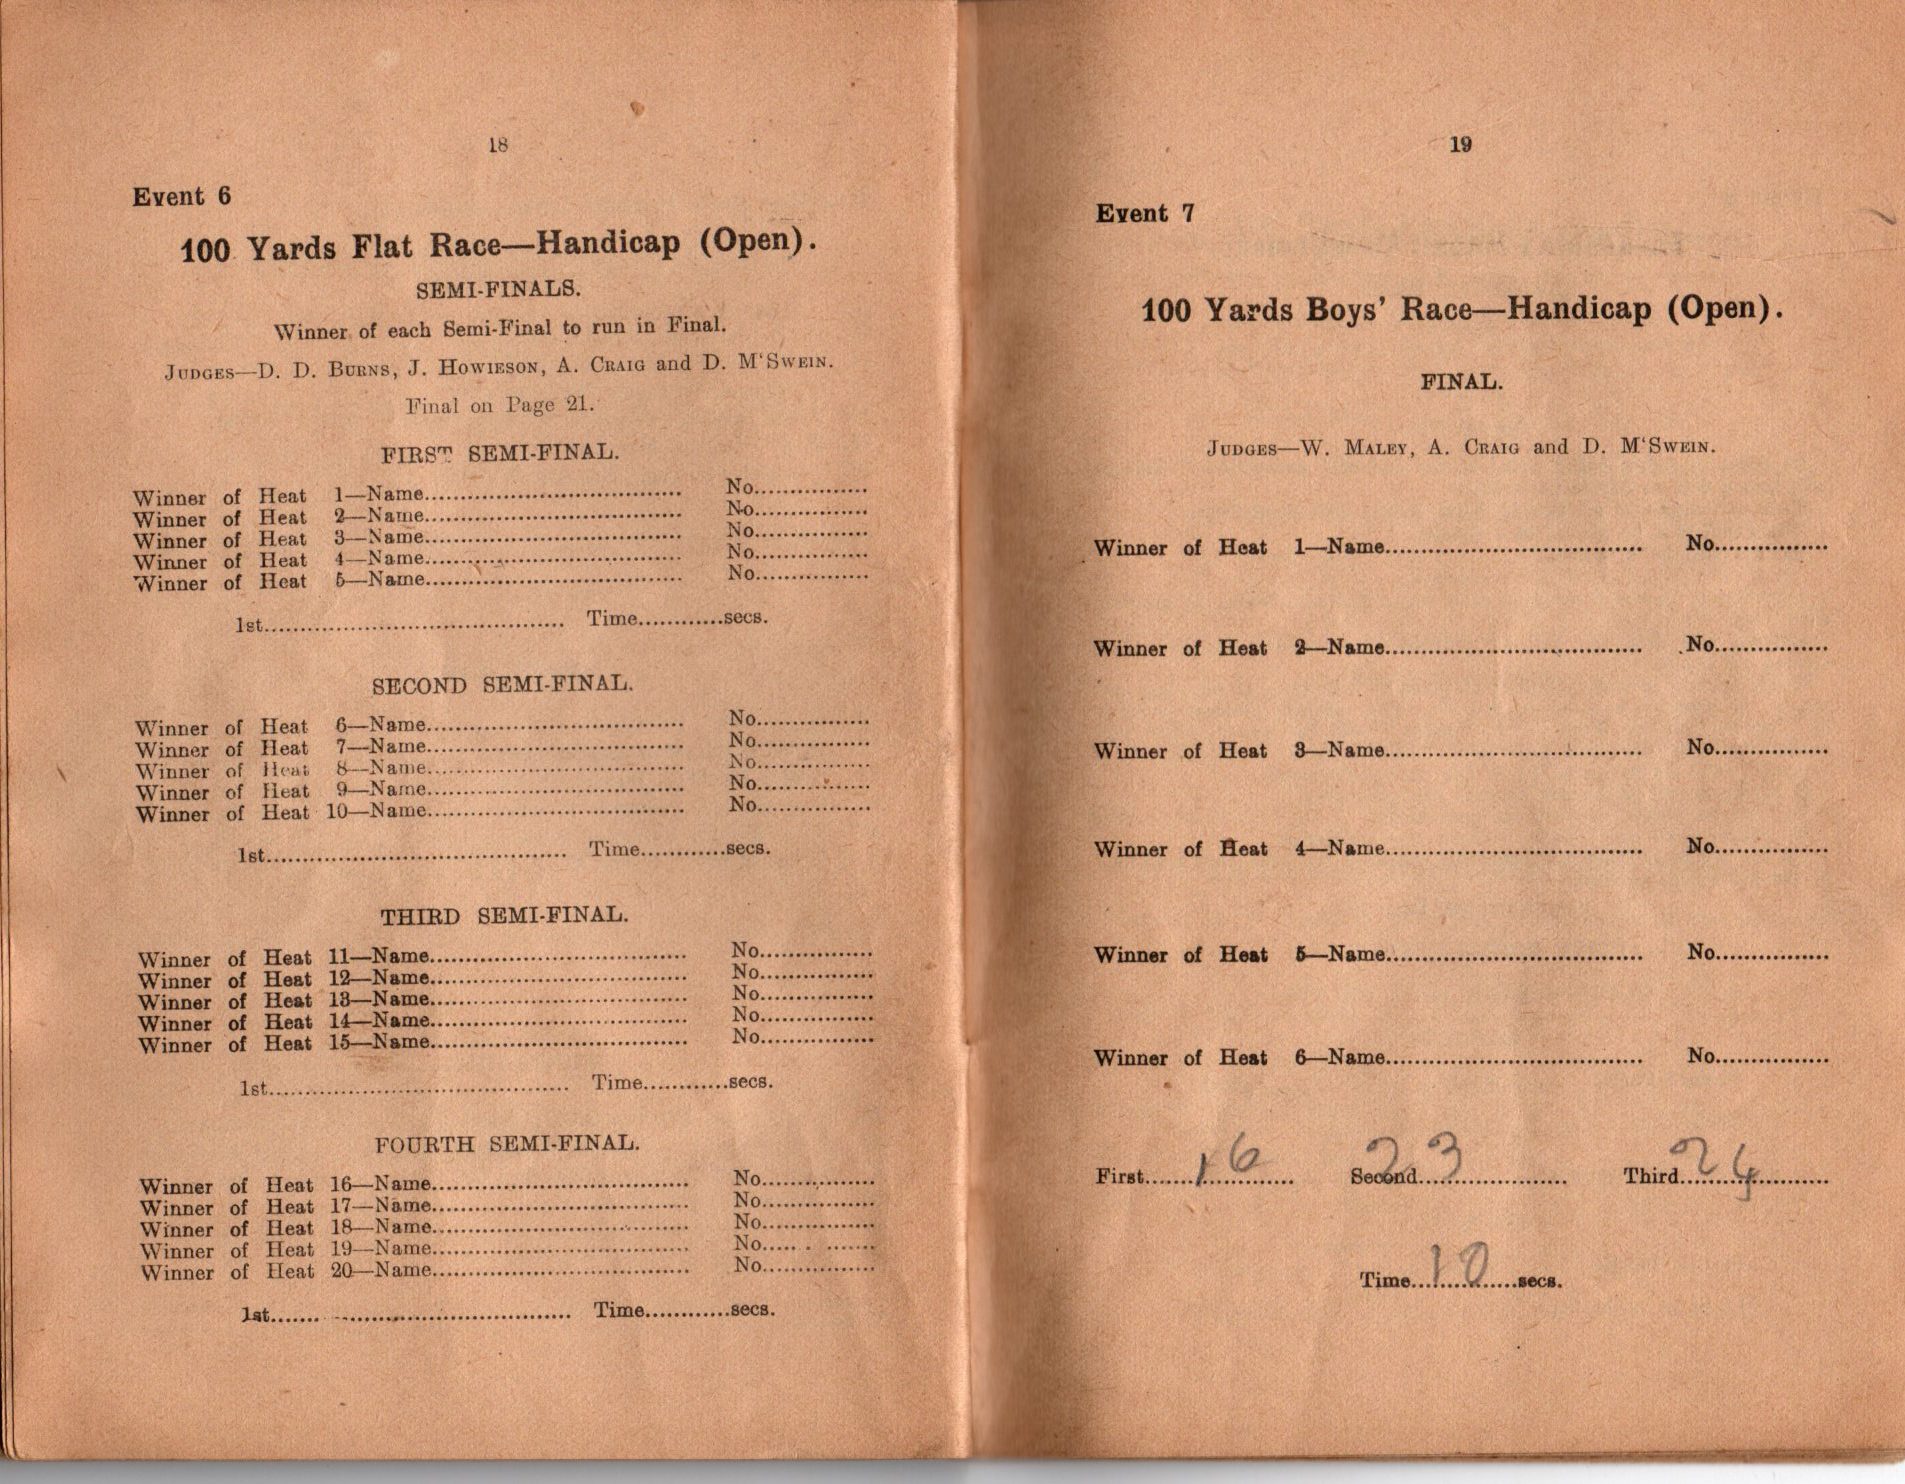 18
Event 6
100 Yards Flat Race—Handicap (Open).
SEMI-FINALS.
Winner of each Semi-Final to run in Final.
JUDGES—D. D. BURNS, J. HOWIESON, A. CRAIG and D. M'SWEIN.
Final on Page 21.
FIRST SEMI-FINAL.
Winner of Heat 1—Name.................................... No................
Winner of Heat 2—Name.................................... No................
Winner of Heat 3—Name.................................... No................
Winner of Heat 4—Name.................................... No................
Winner of Heat 5—Name.................................... No................
1st.......................................... Time............secs.
SECOND SEMI-FINAL.
Winner of Heat 6—Name.................................... No................
Winner of Heat 7—Name.................................... No................
Winner of Heat 8—Name.................................... No................
Winner of Heat 9—Name.................................... No................
Winner of Heat 10—Name.................................... No................
1st.......................................... Time............secs.
THIRD SEMI-FINAL.
Winner of Heat 11—Name.................................... No................
Winner of Heat 12—Name.................................... No................
Winner of Heat 13—Name.................................... No................
Winner of Heat 14—Name.................................... No................
Winner of Heat 15—Name.................................... No................
1st.......................................... Time............secs.
FOURTH SEMI-FINAL.
Winner of Heat 16—Name.................................... No................
Winner of Heat 17—Name.................................... No................
Winner of Heat 18—Name.................................... No................
Winner of Heat 19—Name.................................... No................
Winner of Heat 20—Name.................................... No................
1st.......................................... Time............secs.
19
Event 7
100 Yards Boys' Race—Handicap (Open).
FINAL.
JUDGES—W. MALEY, A. CRAIG and D. M'SWEIN.
Winner of Heat 1—Name.................................... No................
Winner of Heat 2—Name.................................... No................
Winner of Heat 3—Name.................................... No................
Winner of Heat 4—Name.................................... No................
Winner of Heat 5—Name.................................... No................
Winner of Heat 6—Name.................................... No................
First.......16....... Second.......23....... Third.......24.......
Time....10....secs.